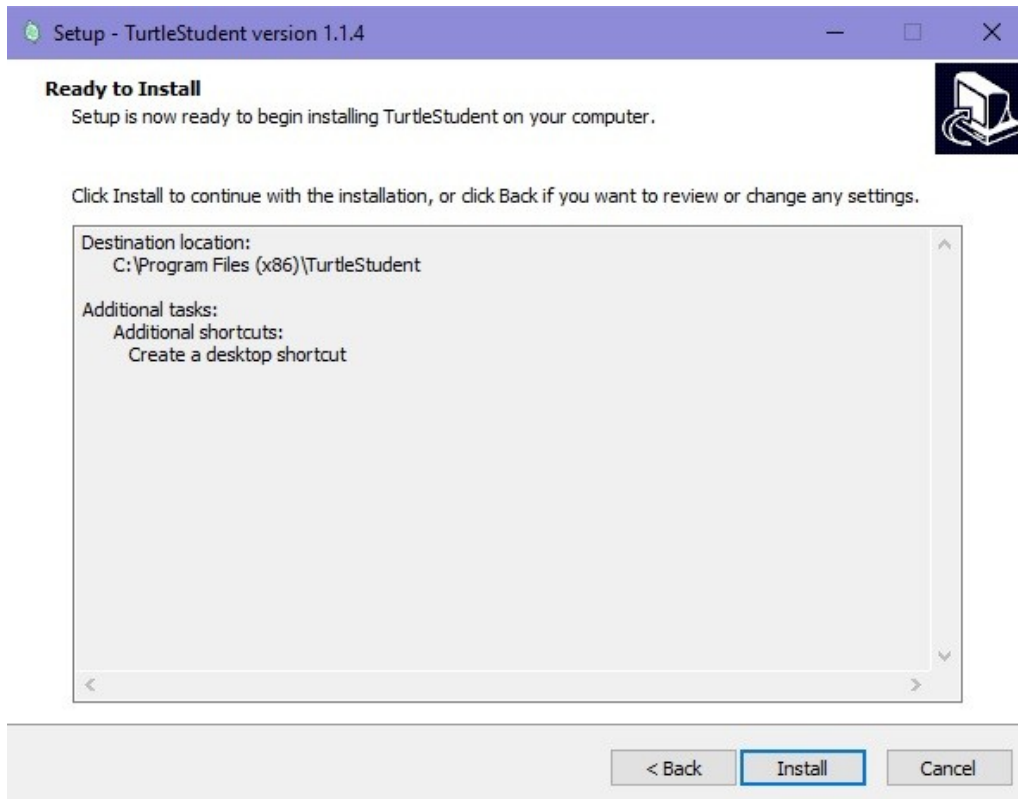 Setup - TurtleStudent version 1.1.4
Ready to Install
Setup is now ready to begin installing TurtleStudent on your computer.
Click Install to continue with the installation, or click Back if you want to review or change any settings.
Destination location:
C:\Program Files (x86)\TurtleStudent
Additional tasks:
Additional shortcuts:
Create a desktop shortcut
< Back Install Cancel